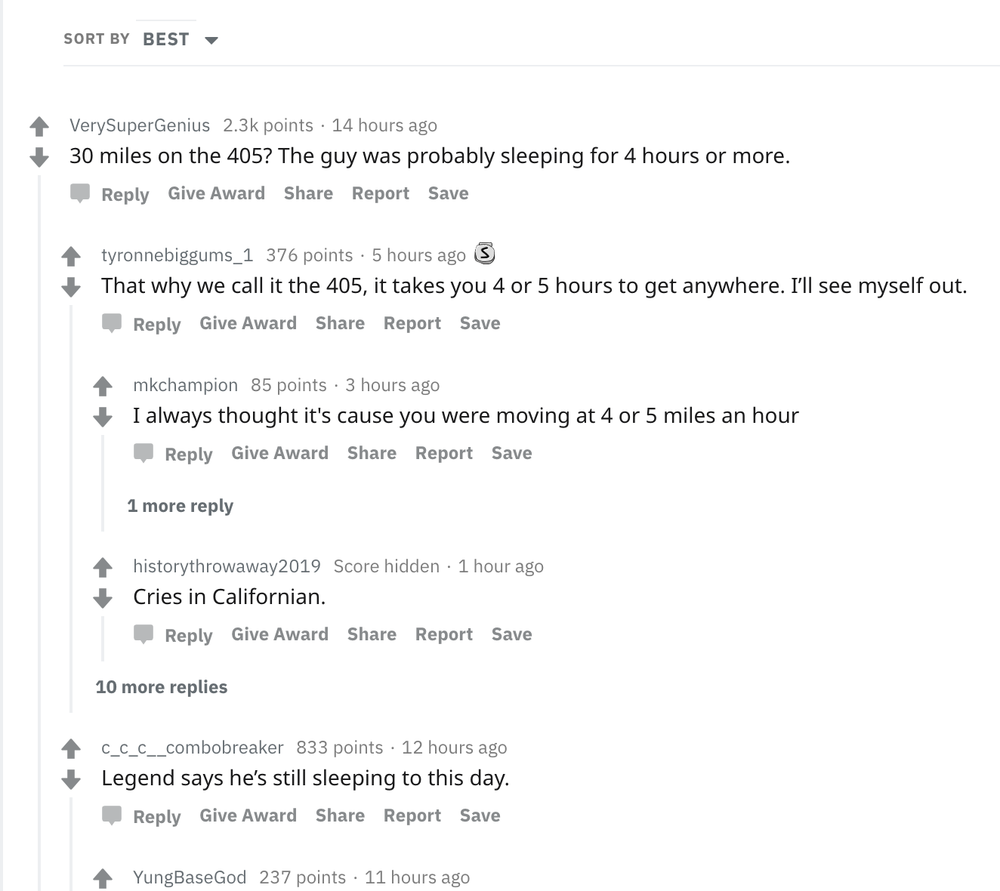 SORT BY BEST
VerySuperGenius 2.3k points · 14 hours ago
30 miles on the 405? The guy was probably sleeping for 4 hours or more.
Reply Give Award Share Report Save
tyronnebiggums_1 376 points · 5 hours ago S
That why we call it the 405, it takes you 4 or 5 hours to get anywhere. I’ll see myself out.
Reply Give Award Share Report Save
mkchampion 85 points · 3 hours ago
I always thought it's cause you were moving at 4 or 5 miles an hour
Reply Give Award Share Report Save
1 more reply
historythrowaway2019 Score hidden · 1 hour ago
Cries in Californian.
Reply Give Award Share Report Save
10 more replies
c_c_c__combobreaker 833 points · 12 hours ago
Legend says he’s still sleeping to this day.
Reply Give Award Share Report Save
YungBaseGod 237 points · 11 hours ago